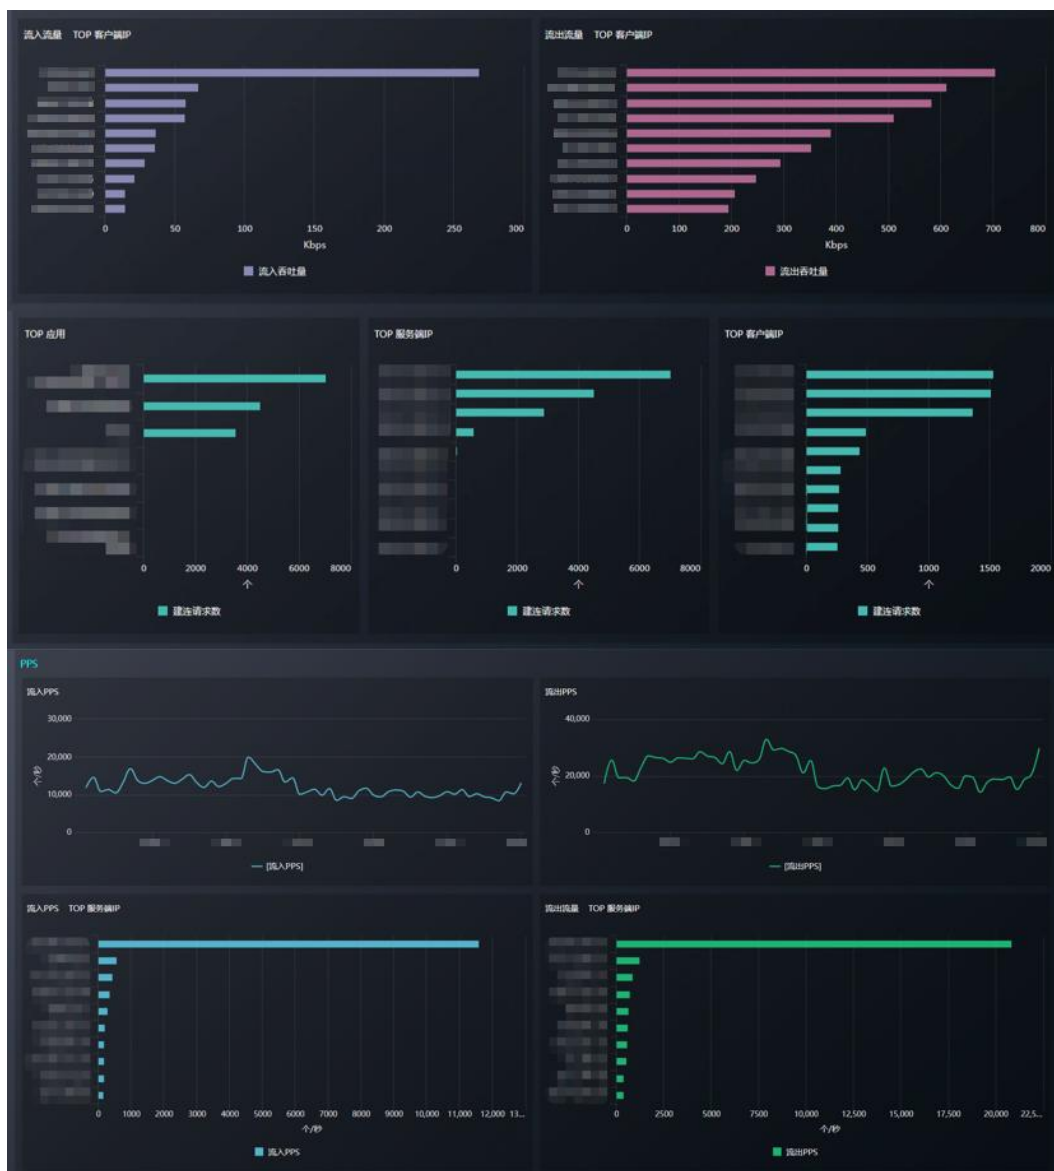 流入流量 TOP 客户端IP
0 50 100 150 200 250 300
Kbps
流入吞吐量
流出流量 TOP 客户端IP
0 100 200 300 400 500 600 700 800
Kbps
流出吞吐量
TOP 应用
0 2000 4000 6000 8000
个
建连请求数
TOP 服务端IP
0 2000 4000 6000 8000
个
建连请求数
TOP 客户端IP
0 500 1000 1500 2000
个
建连请求数
PPS
流入PPS
30,000
20,000
10,000
0
个/秒
[流入PPS]
流出PPS
40,000
20,000
0
个/秒
[流出PPS]
流入PPS TOP 服务端IP
0 1000 2000 3000 4000 5000 6000 7000 8000 9000 10,000 11,000 12,000 13...
个/秒
流入PPS
流出流量 TOP 服务端IP
0 2500 5000 7500 10,000 12,500 15,000 17,500 20,000 22,5...
个/秒
流出PPS